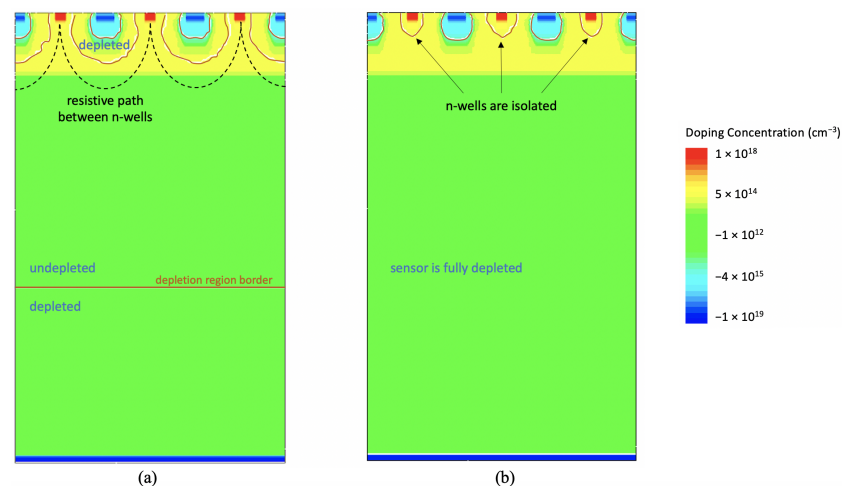 depleted
resistive path
between n-wells
undepleted
depletion region border
depleted
(a)
n-wells are isolated
sensor is fully depleted
(b)
Doping Concentration (cm⁻³)
1 × 10¹⁸
5 × 10¹⁴
−1 × 10¹²
−4 × 10¹⁵
−1 × 10¹⁹